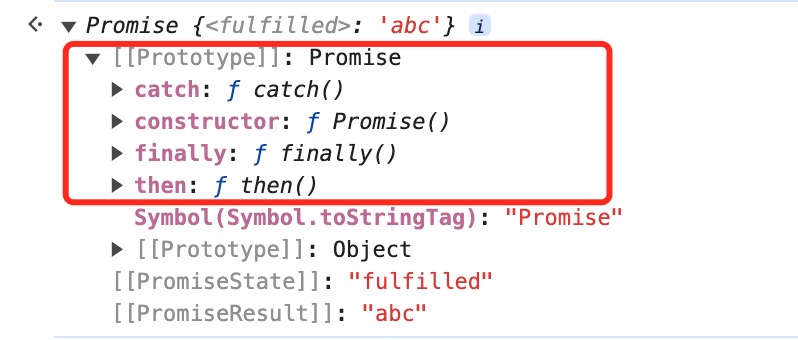 Promise {<fulfilled>: 'abc'} i
[[Prototype]]: Promise
catch: ƒ catch()
constructor: ƒ Promise()
finally: ƒ finally()
then: ƒ then()
Symbol(Symbol.toStringTag): "Promise"
[[Prototype]]: Object
[[PromiseState]]: "fulfilled"
[[PromiseResult]]: "abc"